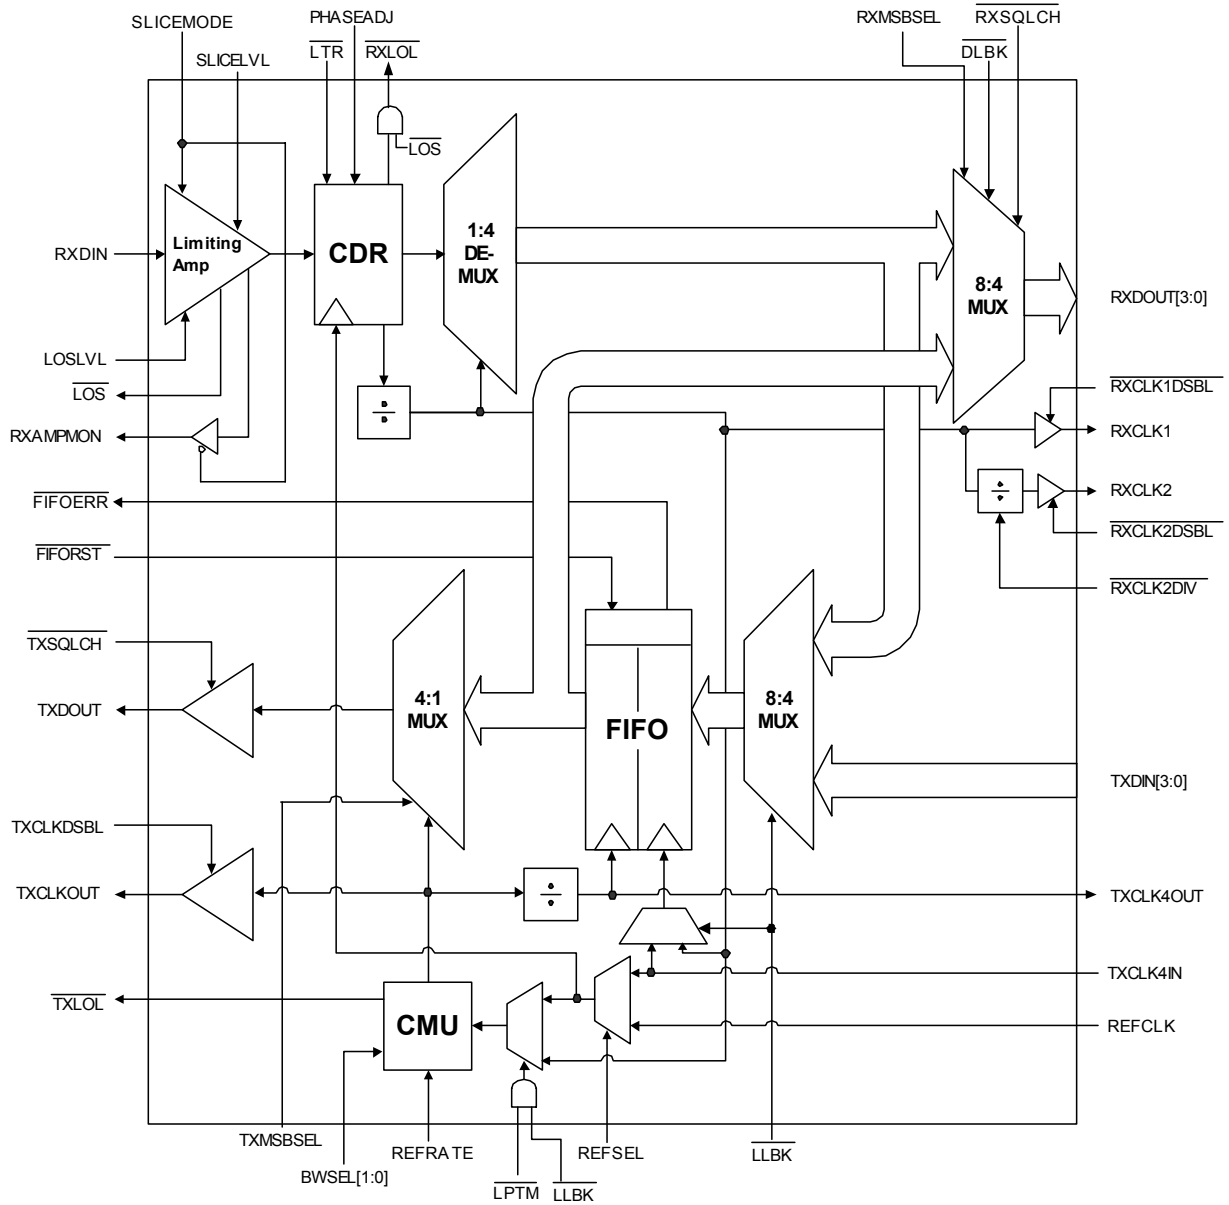 SLICEMODE
PHASEADJ
RXMSBSEL
RXSQLCH
SLICELVL
LTR
RXLOL
DLBK
LOS
RXDIN
Limiting
Amp
CDR
1:4
DE-
MUX
8:4
MUX
RXDOUT[3:0]
LOSLVL
LOS
÷
RXCLK1DSBL
RXAMPMON
RXCLK1
FIFOERR
÷
RXCLK2
RXCLK2DSBL
FIFORST
RXCLK2DIV
TXSQLCH
TXDOUT
4:1
MUX
FIFO
8:4
MUX
TXDIN[3:0]
TXCLKDSBL
TXCLKOUT
÷
TXCLK4OUT
TXCLK4IN
TXLOL
CMU
REFCLK
TXMSBSEL
BWSEL[1:0]
REFRATE
LPTM
LLBK
REFSEL
LLBK